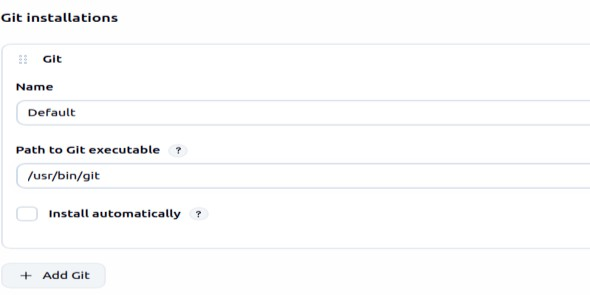 Git installations
Git
Name
Default
Path to Git executable ?
/usr/bin/git
Install automatically ?
+ Add Git